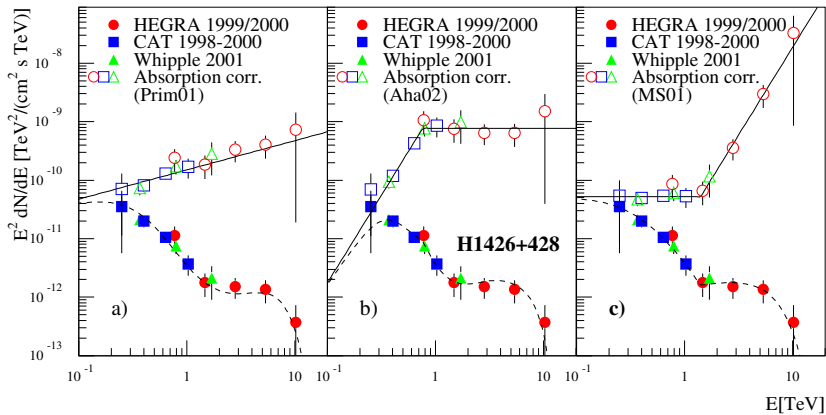 E² dN/dE [TeV²/(cm² s TeV)]
10⁻⁸
10⁻⁹
10⁻¹⁰
10⁻¹¹
10⁻¹²
10⁻¹³
HEGRA 1999/2000
CAT 1998-2000
Whipple 2001
Absorption corr.
(Prim01)
a)
HEGRA 1999/2000
CAT 1998-2000
Whipple 2001
Absorption corr.
(Aha02)
H1426+428
b)
HEGRA 1999/2000
CAT 1998-2000
Whipple 2001
Absorption corr.
(MS01)
c)
10⁻¹ 1 10 10⁻¹ 1 10 10⁻¹ 1 10
E[TeV]